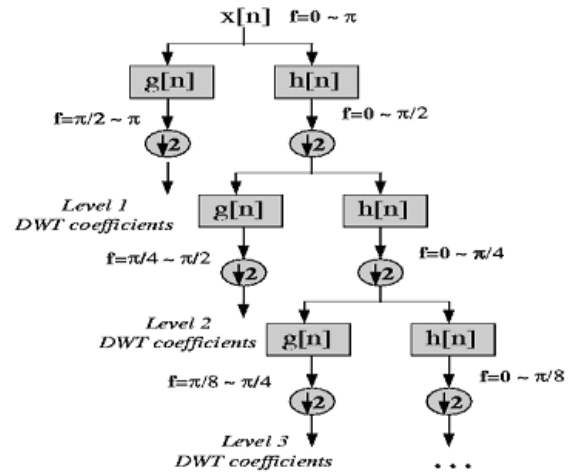 x[n] f=0 ~ π
g[n] h[n]
f=π/2 ~ π f=0 ~ π/2
↓2 ↓2
Level 1
DWT coefficients
g[n] h[n]
f=π/4 ~ π/2 f=0 ~ π/4
↓2 ↓2
Level 2
DWT coefficients
g[n] h[n]
f=π/8 ~ π/4 f=0 ~ π/8
↓2 ↓2
Level 3
DWT coefficients
...